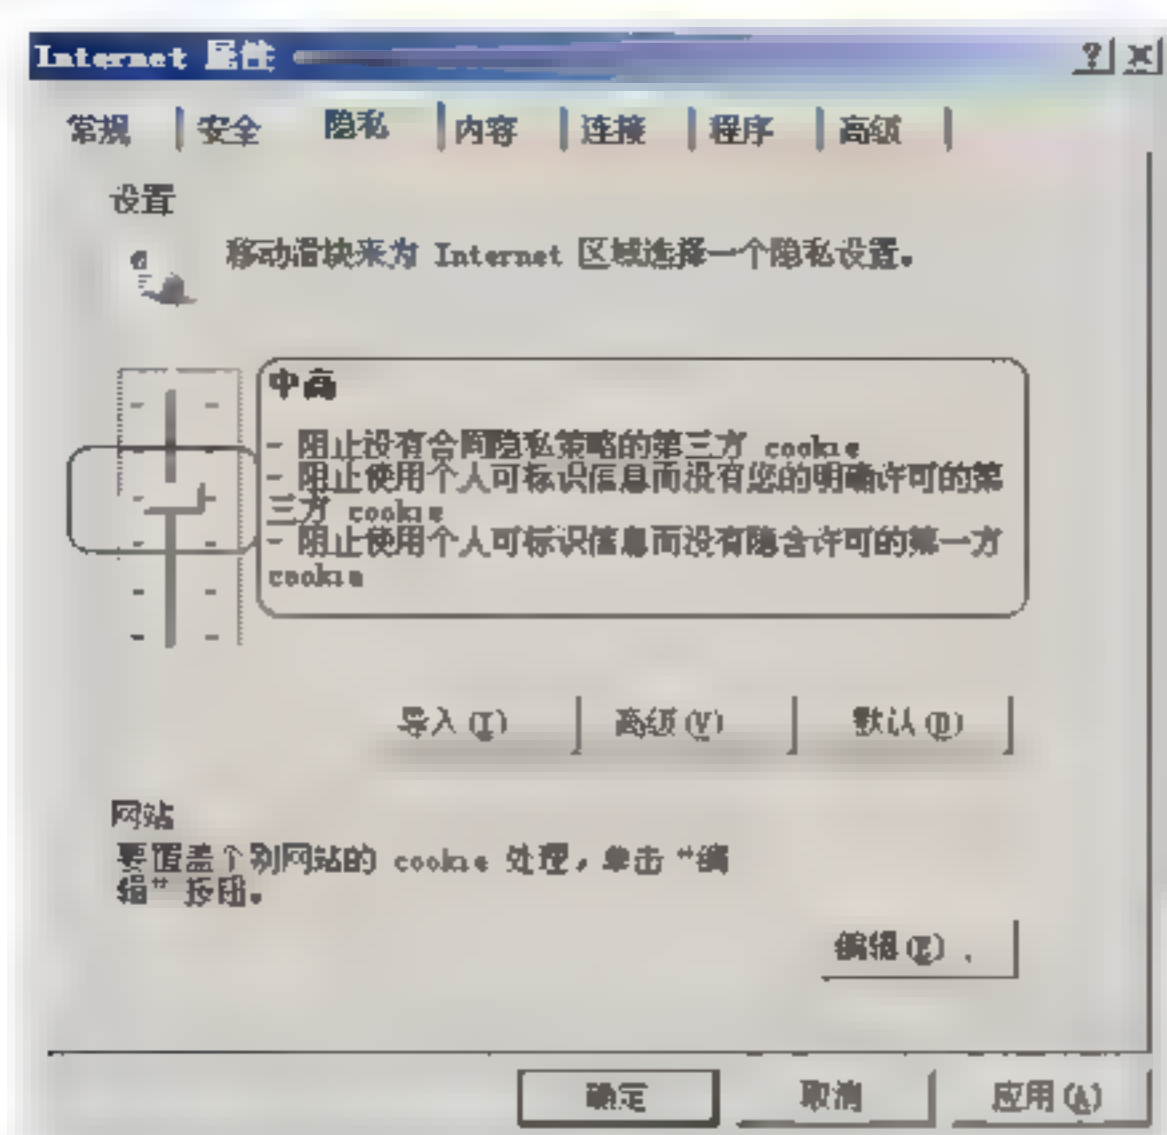 Internet 属性
常规 安全 隐私 内容 连接 程序 高级
设置
移动滑块来为 Internet 区域选择一个隐私设置。
中高
- 阻止没有合同隐私策略的第三方 cookie
- 阻止使用个人可标识信息而没有您的明确许可的第
三方 cookie
- 阻止使用个人可标识信息而没有隐含许可的第一方
cookie
导入(I) 高级(V) 默认(D)
网站
要覆盖个别网站的 cookie 处理，单击“编
辑”按钮。
编辑(E)
确定 取消 应用(A)